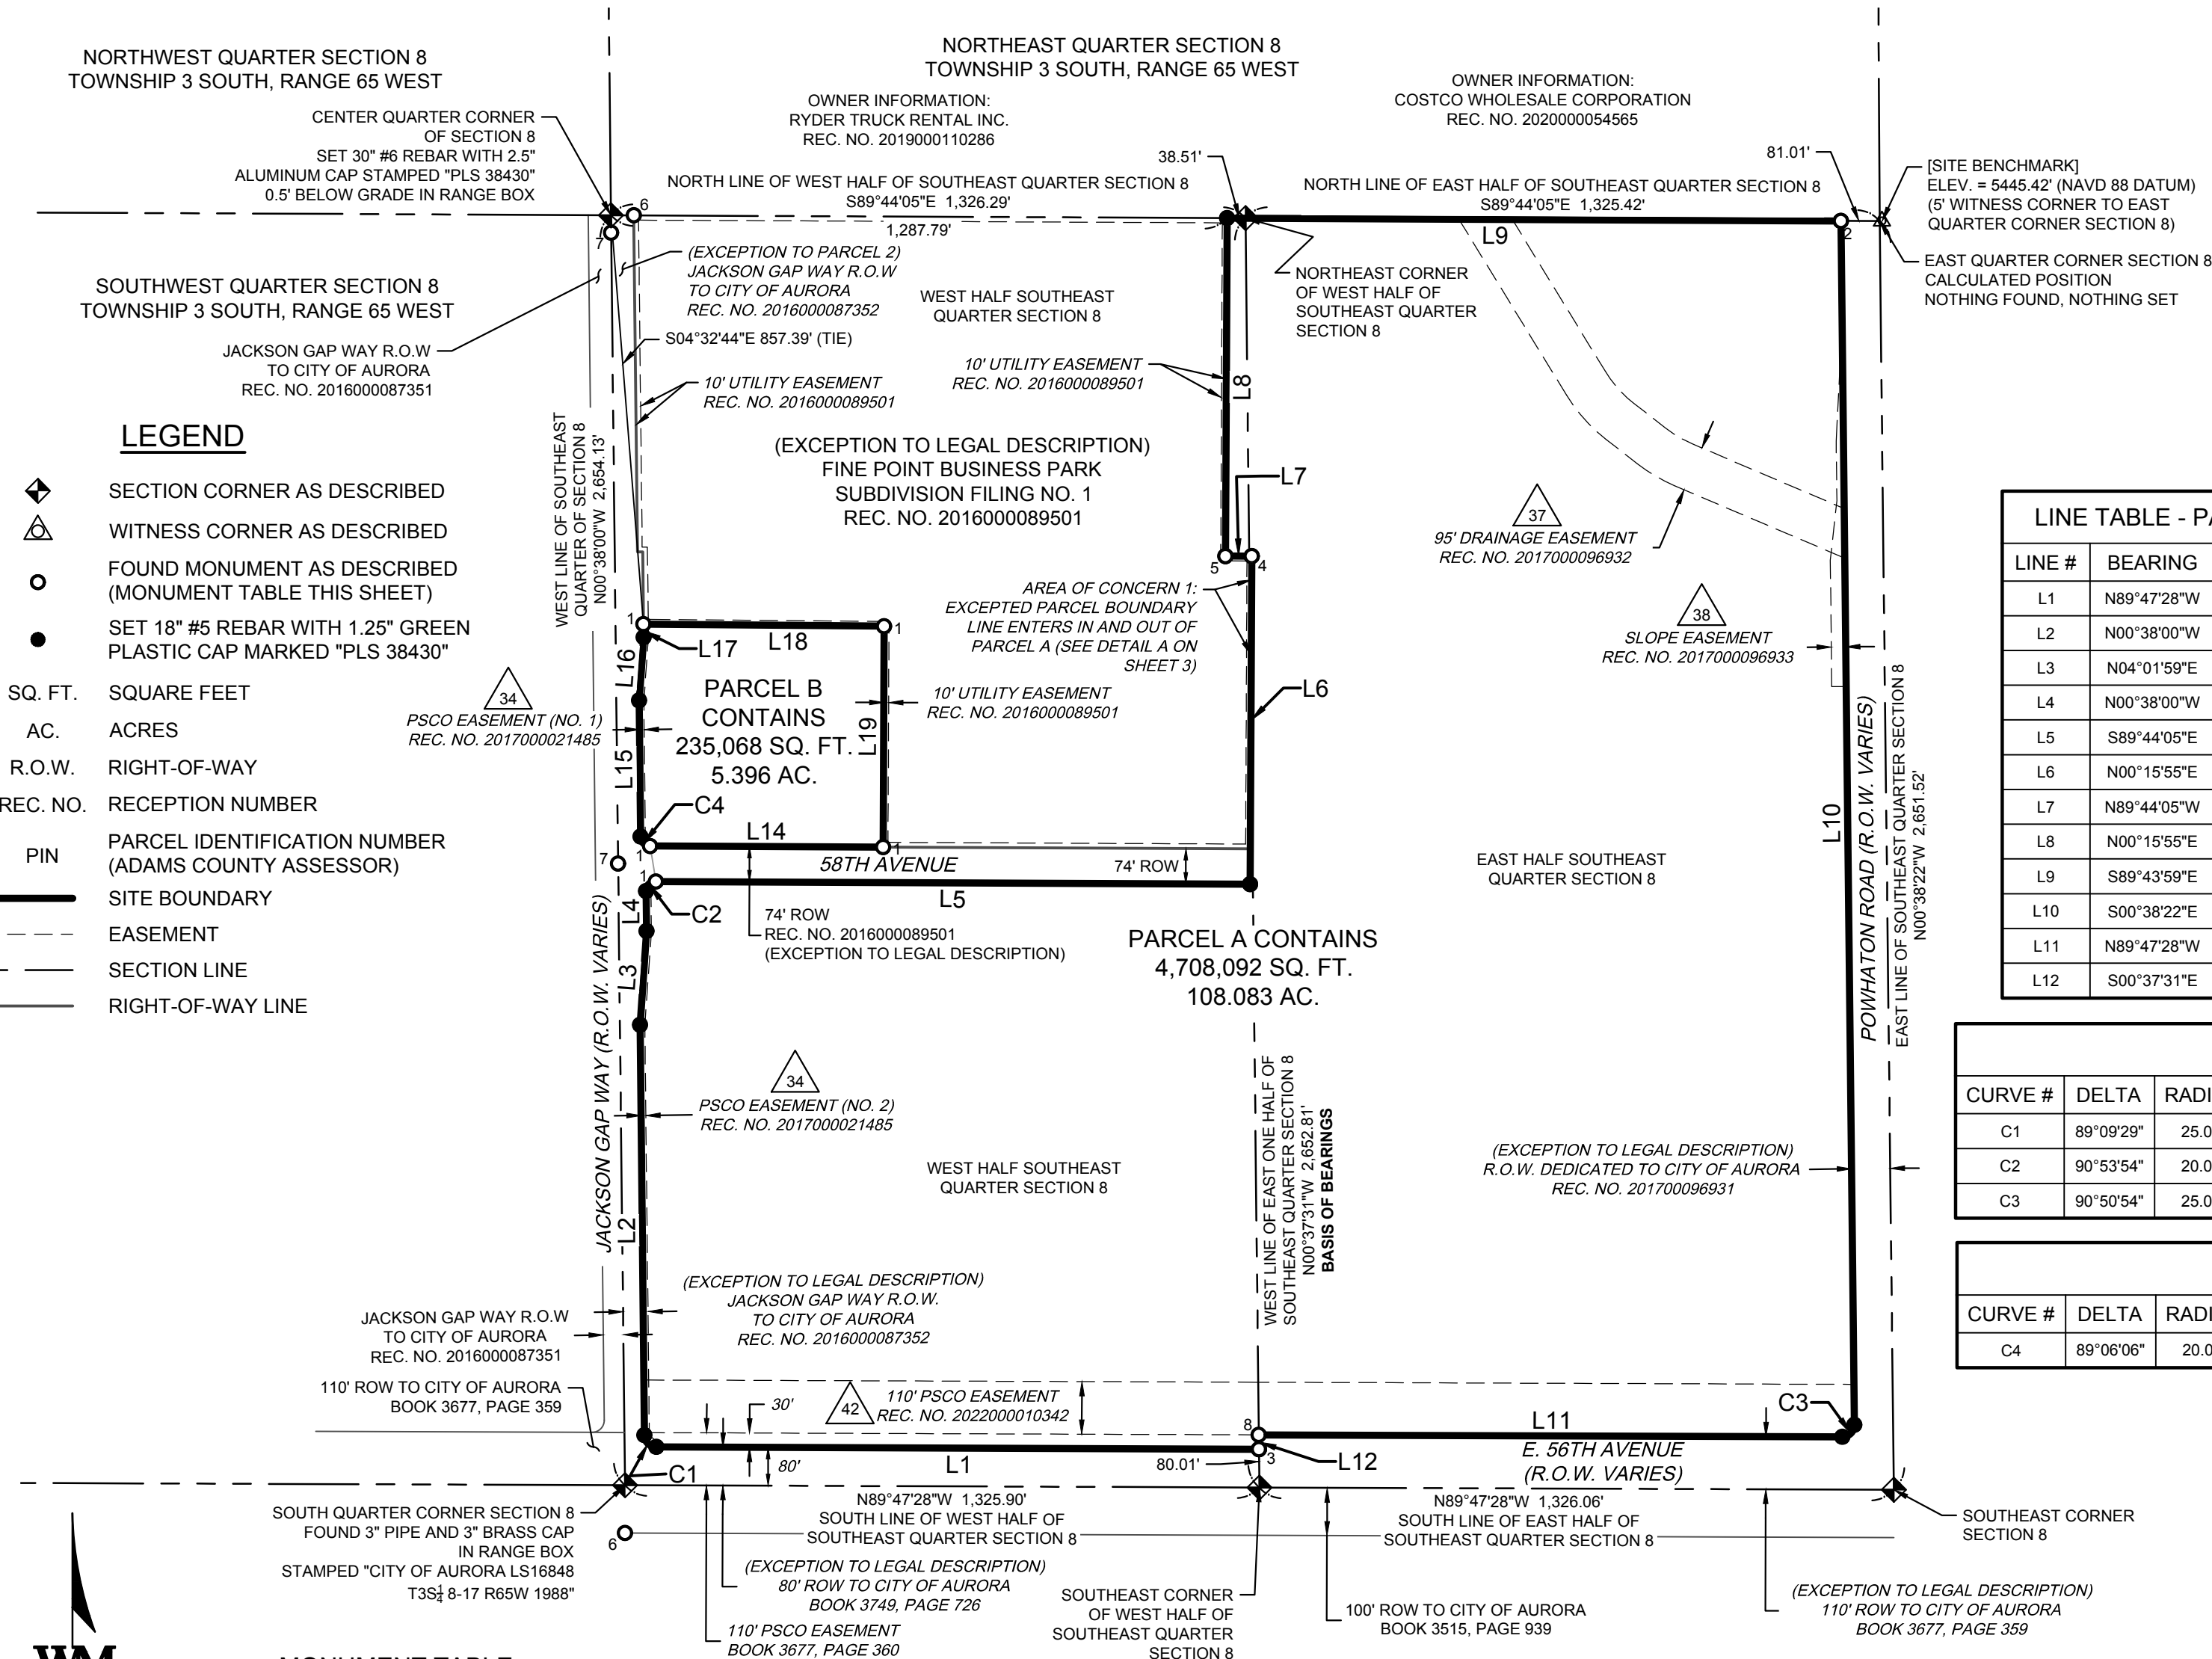 NORTHWEST QUARTER SECTION 8
TOWNSHIP 3 SOUTH, RANGE 65 WEST
NORTHEAST QUARTER SECTION 8
TOWNSHIP 3 SOUTH, RANGE 65 WEST
CENTER QUARTER CORNER
OF SECTION 8
SET 30" #6 REBAR WITH 2.5"
ALUMINUM CAP STAMPED "PLS 38430"
0.5' BELOW GRADE IN RANGE BOX
OWNER INFORMATION:
RYDER TRUCK RENTAL INC.
REC. NO. 2019000110286
OWNER INFORMATION:
COSTCO WHOLESALE CORPORATION
REC. NO. 2020000054565
38.51'
81.01'
[SITE BENCHMARK]
ELEV. = 5445.42' (NAVD 88 DATUM)
(5' WITNESS CORNER TO EAST
QUARTER CORNER SECTION 8)
NORTH LINE OF WEST HALF OF SOUTHEAST QUARTER SECTION 8
S89°44'05"E 1,326.29'
NORTH LINE OF EAST HALF OF SOUTHEAST QUARTER SECTION 8
S89°44'05"E 1,325.42'
6
7
1,287.79'
L9
2
EAST QUARTER CORNER SECTION 8
CALCULATED POSITION
NOTHING FOUND, NOTHING SET
(EXCEPTION TO PARCEL 2)
JACKSON GAP WAY R.O.W
TO CITY OF AURORA
REC. NO. 2016000087352
WEST HALF SOUTHEAST
QUARTER SECTION 8
NORTHEAST CORNER
OF WEST HALF OF
SOUTHEAST QUARTER
SECTION 8
SOUTHWEST QUARTER SECTION 8
TOWNSHIP 3 SOUTH, RANGE 65 WEST
S04°32'44"E 857.39' (TIE)
JACKSON GAP WAY R.O.W
TO CITY OF AURORA
REC. NO. 2016000087351
10' UTILITY EASEMENT
REC. NO. 2016000089501
10' UTILITY EASEMENT
REC. NO. 2016000089501
L8
WEST LINE OF SOUTHEAST
QUARTER OF SECTION 8
N00°38'00"W 2,654.13'
(EXCEPTION TO LEGAL DESCRIPTION)
FINE POINT BUSINESS PARK
SUBDIVISION FILING NO. 1
REC. NO. 2016000089501
L7
5
4
37
95' DRAINAGE EASEMENT
REC. NO. 2017000096932
LEGEND
SECTION CORNER AS DESCRIBED
WITNESS CORNER AS DESCRIBED
FOUND MONUMENT AS DESCRIBED
(MONUMENT TABLE THIS SHEET)
SET 18" #5 REBAR WITH 1.25" GREEN
PLASTIC CAP MARKED "PLS 38430"
SQ. FT. SQUARE FEET
AC. ACRES
R.O.W. RIGHT-OF-WAY
REC. NO. RECEPTION NUMBER
PIN PARCEL IDENTIFICATION NUMBER
(ADAMS COUNTY ASSESSOR)
SITE BOUNDARY
EASEMENT
SECTION LINE
RIGHT-OF-WAY LINE
AREA OF CONCERN 1:
EXCEPTED PARCEL BOUNDARY
LINE ENTERS IN AND OUT OF
PARCEL A (SEE DETAIL A ON
SHEET 3)
38
SLOPE EASEMENT
REC. NO. 2017000096933
1
L17
L18
1
L16
34
PSCO EASEMENT (NO. 1)
REC. NO. 2017000021485
PARCEL B
CONTAINS
235,068 SQ. FT.
5.396 AC.
L19
10' UTILITY EASEMENT
REC. NO. 2016000089501
L6
L15
C4
L14
1
1
7
58TH AVENUE
74' ROW
1
L5
C2
L4
74' ROW
REC. NO. 2016000089501
(EXCEPTION TO LEGAL DESCRIPTION)
L3
EAST HALF SOUTHEAST
QUARTER SECTION 8
PARCEL A CONTAINS
4,708,092 SQ. FT.
108.083 AC.
L10
POWHATON ROAD (R.O.W. VARIES)
EAST LINE OF SOUTHEAST QUARTER SECTION 8
N00°38'22"W 2,651.52'
LINE TABLE - PA
LINE # BEARING
L1 N89°47'28"W
L2 N00°38'00"W
L3 N04°01'59"E
L4 N00°38'00"W
L5 S89°44'05"E
L6 N00°15'55"E
L7 N89°44'05"W
L8 N00°15'55"E
L9 S89°43'59"E
L10 S00°38'22"E
L11 N89°47'28"W
L12 S00°37'31"E
CURVE # DELTA RADI
C1 89°09'29" 25.0
C2 90°53'54" 20.0
C3 90°50'54" 25.0
CURVE # DELTA RADI
C4 89°06'06" 20.0
JACKSON GAP WAY (R.O.W. VARIES)
L2
34
PSCO EASEMENT (NO. 2)
REC. NO. 2017000021485
WEST HALF SOUTHEAST
QUARTER SECTION 8
WEST LINE OF EAST ONE HALF OF
SOUTHEAST QUARTER SECTION 8
N00°37'31"W 2,652.81'
BASIS OF BEARINGS
(EXCEPTION TO LEGAL DESCRIPTION)
R.O.W. DEDICATED TO CITY OF AURORA
REC. NO. 201700096931
(EXCEPTION TO LEGAL DESCRIPTION)
JACKSON GAP WAY R.O.W.
TO CITY OF AURORA
REC. NO. 2016000087352
JACKSON GAP WAY R.O.W
TO CITY OF AURORA
REC. NO. 2016000087351
110' ROW TO CITY OF AURORA
BOOK 3677, PAGE 359
30'
42
110' PSCO EASEMENT
REC. NO. 2022000010342
C3
8
L11
3
L12
E. 56TH AVENUE
(R.O.W. VARIES)
C1
80'
L1
80.01'
N89°47'28"W 1,325.90'
SOUTH LINE OF WEST HALF OF
SOUTHEAST QUARTER SECTION 8
N89°47'28"W 1,326.06'
SOUTH LINE OF EAST HALF OF
SOUTHEAST QUARTER SECTION 8
SOUTHEAST CORNER
SECTION 8
SOUTH QUARTER CORNER SECTION 8
FOUND 3" PIPE AND 3" BRASS CAP
IN RANGE BOX
STAMPED "CITY OF AURORA LS16848
T3S¼ 8-17 R65W 1988"
6
(EXCEPTION TO LEGAL DESCRIPTION)
80' ROW TO CITY OF AURORA
BOOK 3749, PAGE 726
110' PSCO EASEMENT
BOOK 3677, PAGE 360
SOUTHEAST CORNER
OF WEST HALF OF
SOUTHEAST QUARTER
SECTION 8
100' ROW TO CITY OF AURORA
BOOK 3515, PAGE 939
(EXCEPTION TO LEGAL DESCRIPTION)
110' ROW TO CITY OF AURORA
BOOK 3677, PAGE 359
MONUMENT TABLE